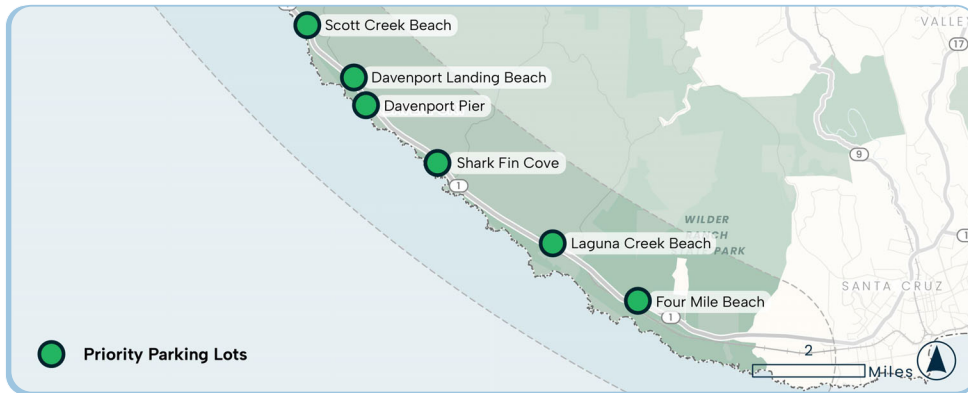 VALLEY
Scott Creek Beach
17
Davenport Landing Beach
Davenport Pier
9
Shark Fin Cove
1
WILDER
Laguna Creek Beach
PARK
SANTA CRUZ
Four Mile Beach
1
Priority Parking Lots
2
Miles